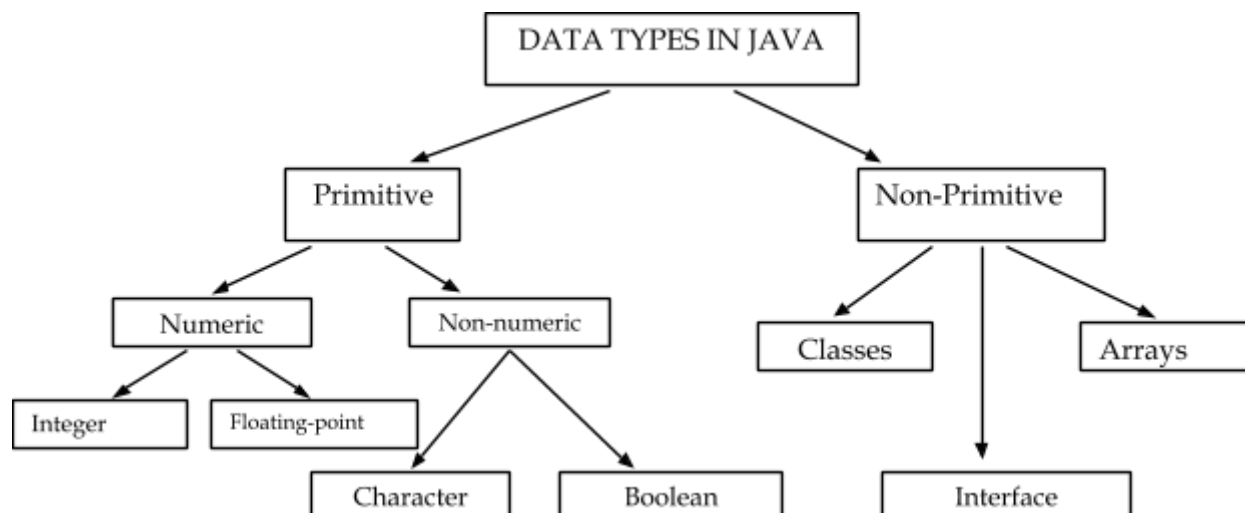 DATA TYPES IN JAVA
Primitive
Non-Primitive
Numeric
Non-numeric
Classes
Arrays
Integer
Floating-point
Character
Boolean
Interface